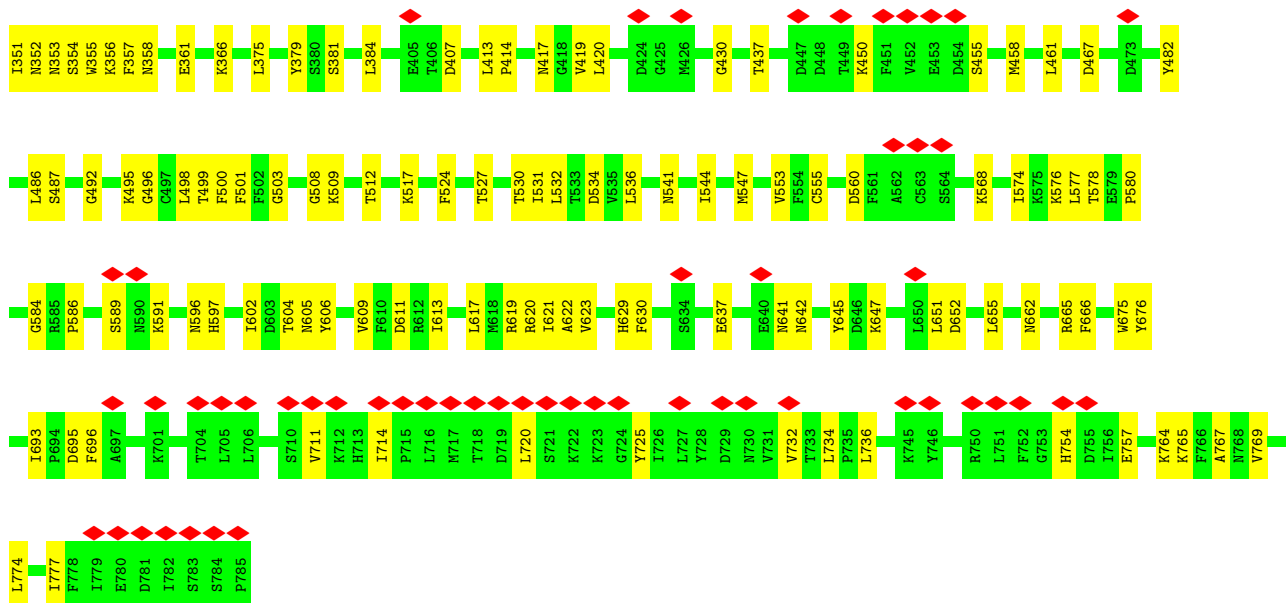 I351 N352 N353 S354 W355 K356 F357 N358 E361 K366 L375 Y379 S380 S381 L384 E405 T406 D407 L413 P414 N417 G418 V419 L420 D424 G425 M426 G430 T437 D447 D448 T449 K450 F451 V452 E453 D454 S455 M458 L461 D467 D473 Y482
L486 S487 G492 K495 G496 C497 L498 T499 F500 F501 F502 G503 G508 K509 T512 K517 F524 T527 T530 I531 L532 T533 D534 V535 L536 N541 I544 M547 V553 F554 C555 D560 F561 A562 C563 S564 K568 I574 K575 K576 L577 T578 E579 P580
G584 R585 P586 S589 N590 K591 N596 H597 I602 D603 T604 N605 Y606 V609 F610 D611 R612 I613 L617 M618 R619 R620 I621 A622 V623 H629 F630 S634 E637 E640 N641 N642 Y645 D646 K647 L650 L651 D652 L655 N662 R665 F666 W675 Y676
I693 P694 D695 F696 A697 K701 T704 L705 L706 S710 V711 K712 H713 I714 P715 L716 M717 T718 D719 L720 S721 K722 K723 G724 Y725 I726 L727 Y728 D729 N730 V731 V732 T733 L734 P735 L736 K745 Y746 R750 L751 F752 G753 H754 D755 I756 E757 K764 K765 F766 A767 N768 V769
L774 I777 F778 I779 E780 D781 I782 S783 S784 P785